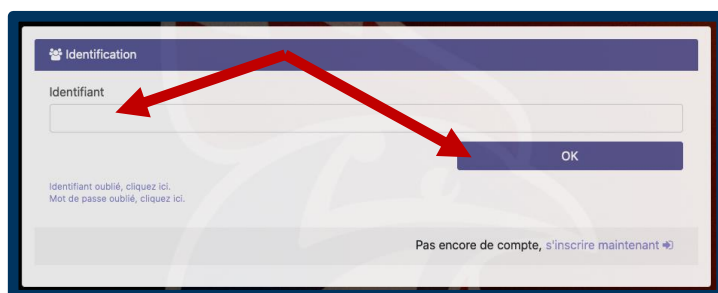 Identification
Identifiant
OK
Identifiant oublié, cliquez ici.
Mot de passe oublié, cliquez ici.
Pas encore de compte, s'inscrire maintenant